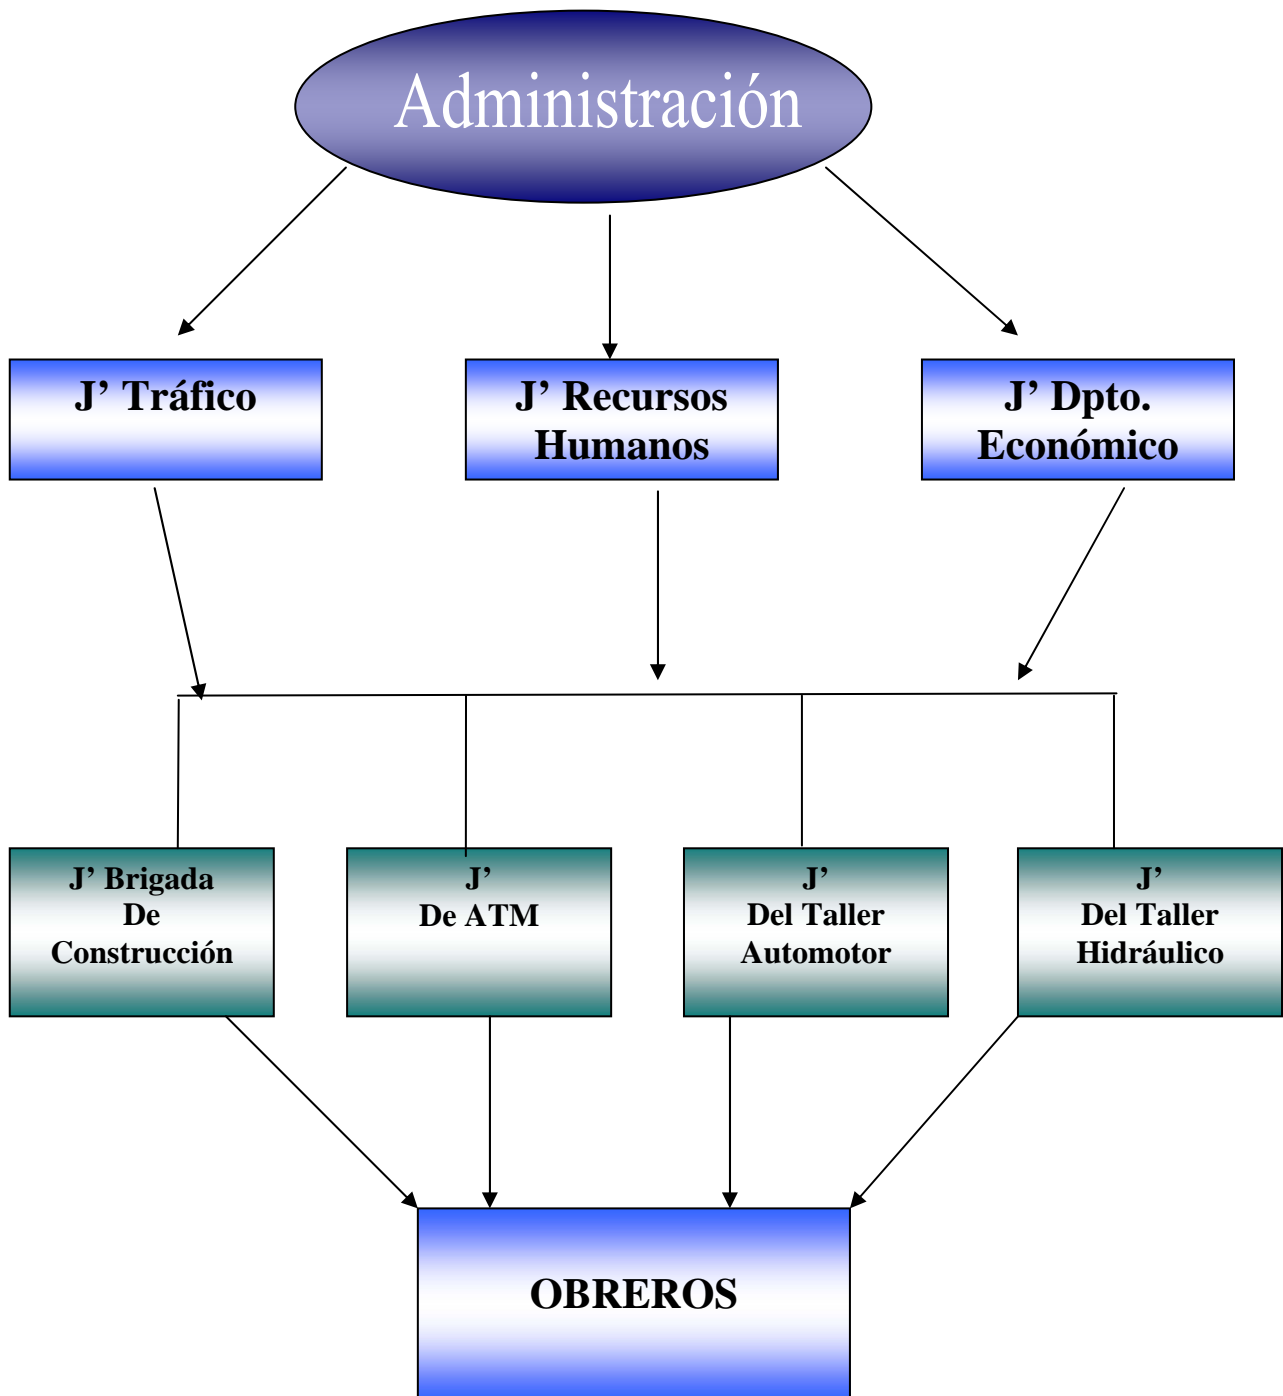 Administración
J’ Tráfico
J’ Recursos
Humanos
J’ Dpto.
Económico
J’ Brigada
De
Construcción
J’
De ATM
J’
Del Taller
Automotor
J’
Del Taller
Hidráulico
OBREROS